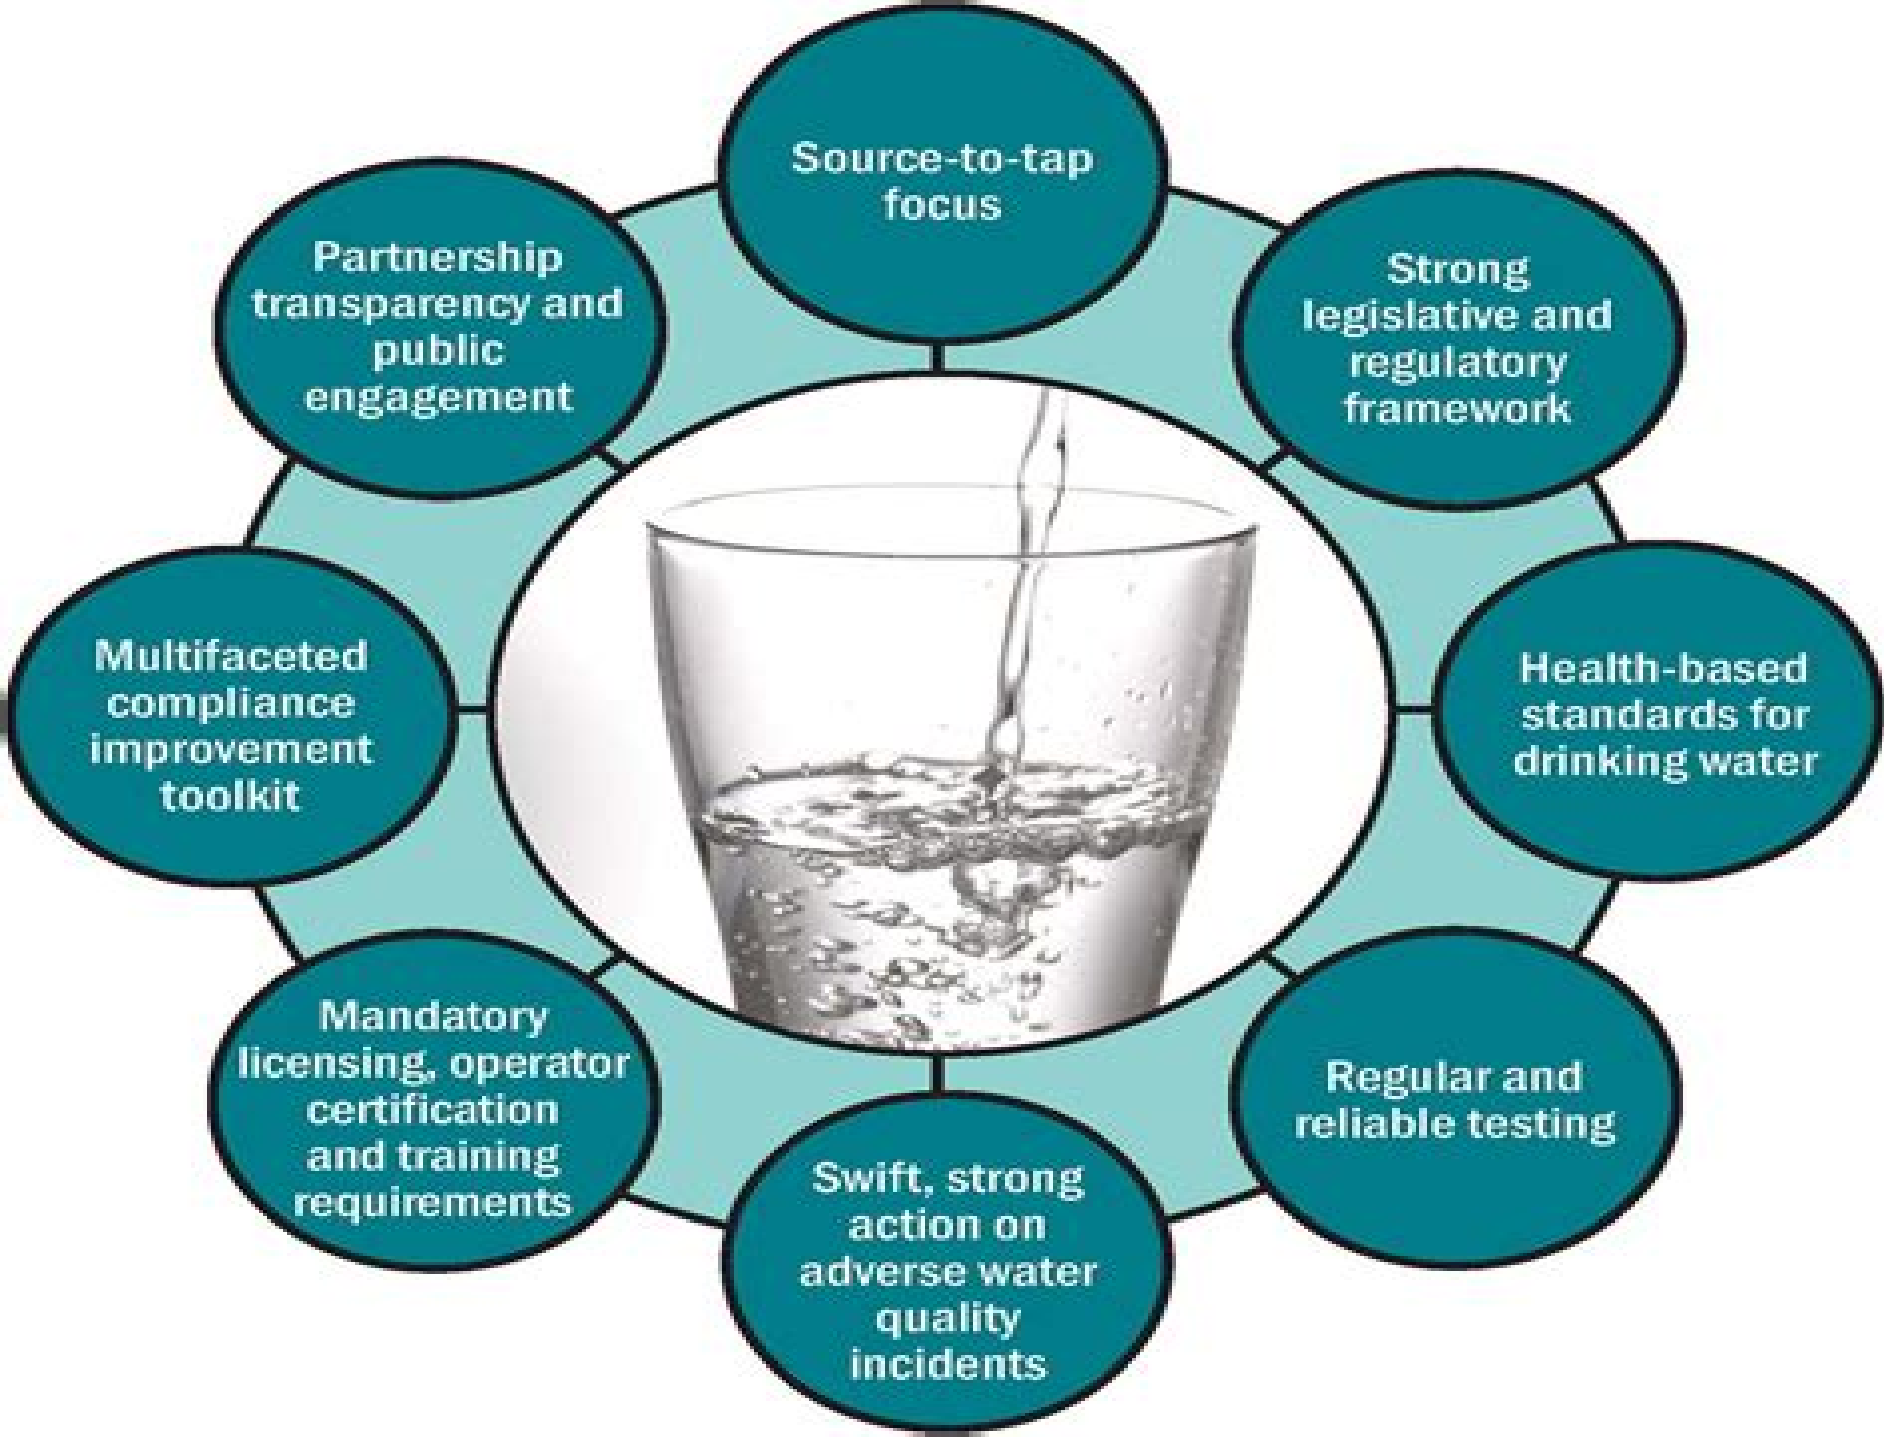 Source-to-tap
focus
Strong
legislative and
regulatory
framework
Health-based
standards for
drinking water
Regular and
reliable testing
Swift, strong
action on
adverse water
quality
incidents
Mandatory
licensing, operator
certification
and training
requirements
Multifaceted
compliance
improvement
toolkit
Partnership
transparency and
public
engagement